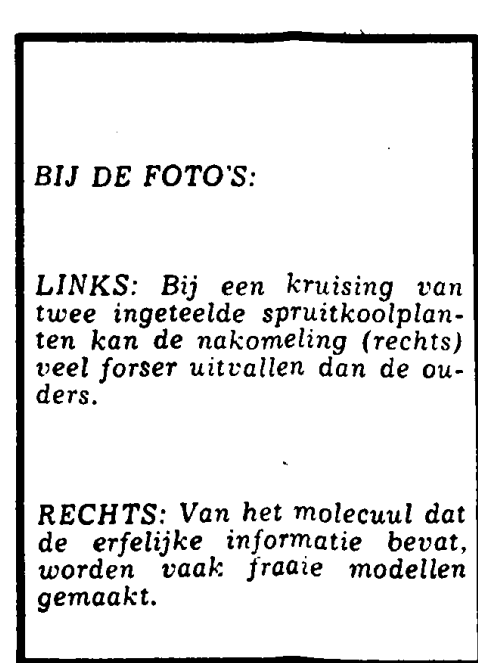 BIJ DE FOTO'S:
LINKS: Bij een kruising van
twee ingeteelde spruitkoolplan-
ten kan de nakomeling (rechts)
veel forser uitvallen dan de ou-
ders.
RECHTS: Van het molecuul dat
de erfelijke informatie bevat,
worden vaak fraaie modellen
gemaakt.